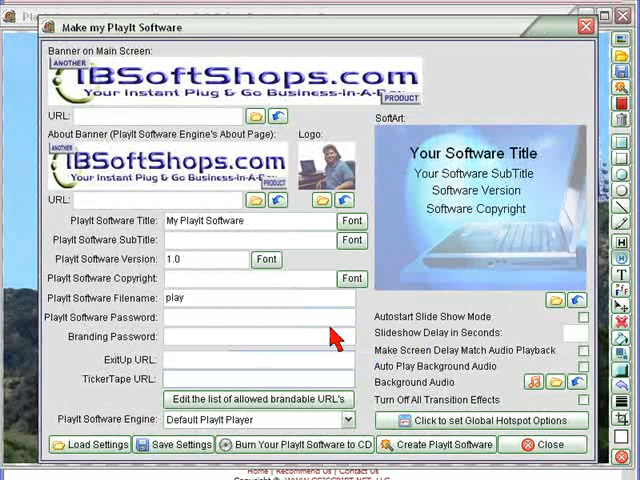 Make my PlayIt Software
Banner on Main Screen:
ANOTHER
IBSoftShops.com
Your Instant Plug & Go Business-In-A-Box
PRODUCT
URL:
About Banner (PlayIt Software Engine's About Page):
Logo:
SoftArt:
ANOTHER
IBSoftShops.com
Your Instant Plug & Go Business-In-A-
PRODUCT
URL:
Your Software Title
Your Software SubTitle
Software Version
Software Copyright
PlayIt Software Title: My PlayIt Software Font
PlayIt Software SubTitle: Font
PlayIt Software Version: 1.0 Font
PlayIt Software Copyright: Font
PlayIt Software Filename: play
PlayIt Software Password:
Branding Password:
ExitUp URL:
TickerTape URL:
Edit the list of allowed brandable URL's
PlayIt Software Engine: Default PlayIt Player
Autostart Slide Show Mode
Slideshow Delay in Seconds:
Make Screen Delay Match Audio Playback
Auto Play Background Audio
Background Audio
Turn Off All Transition Effects
Click to set Global Hotspot Options
Load Settings Save Settings Burn Your PlayIt Software to CD Create PlayIt Software Close
Home | Recommend Us | Contact Us